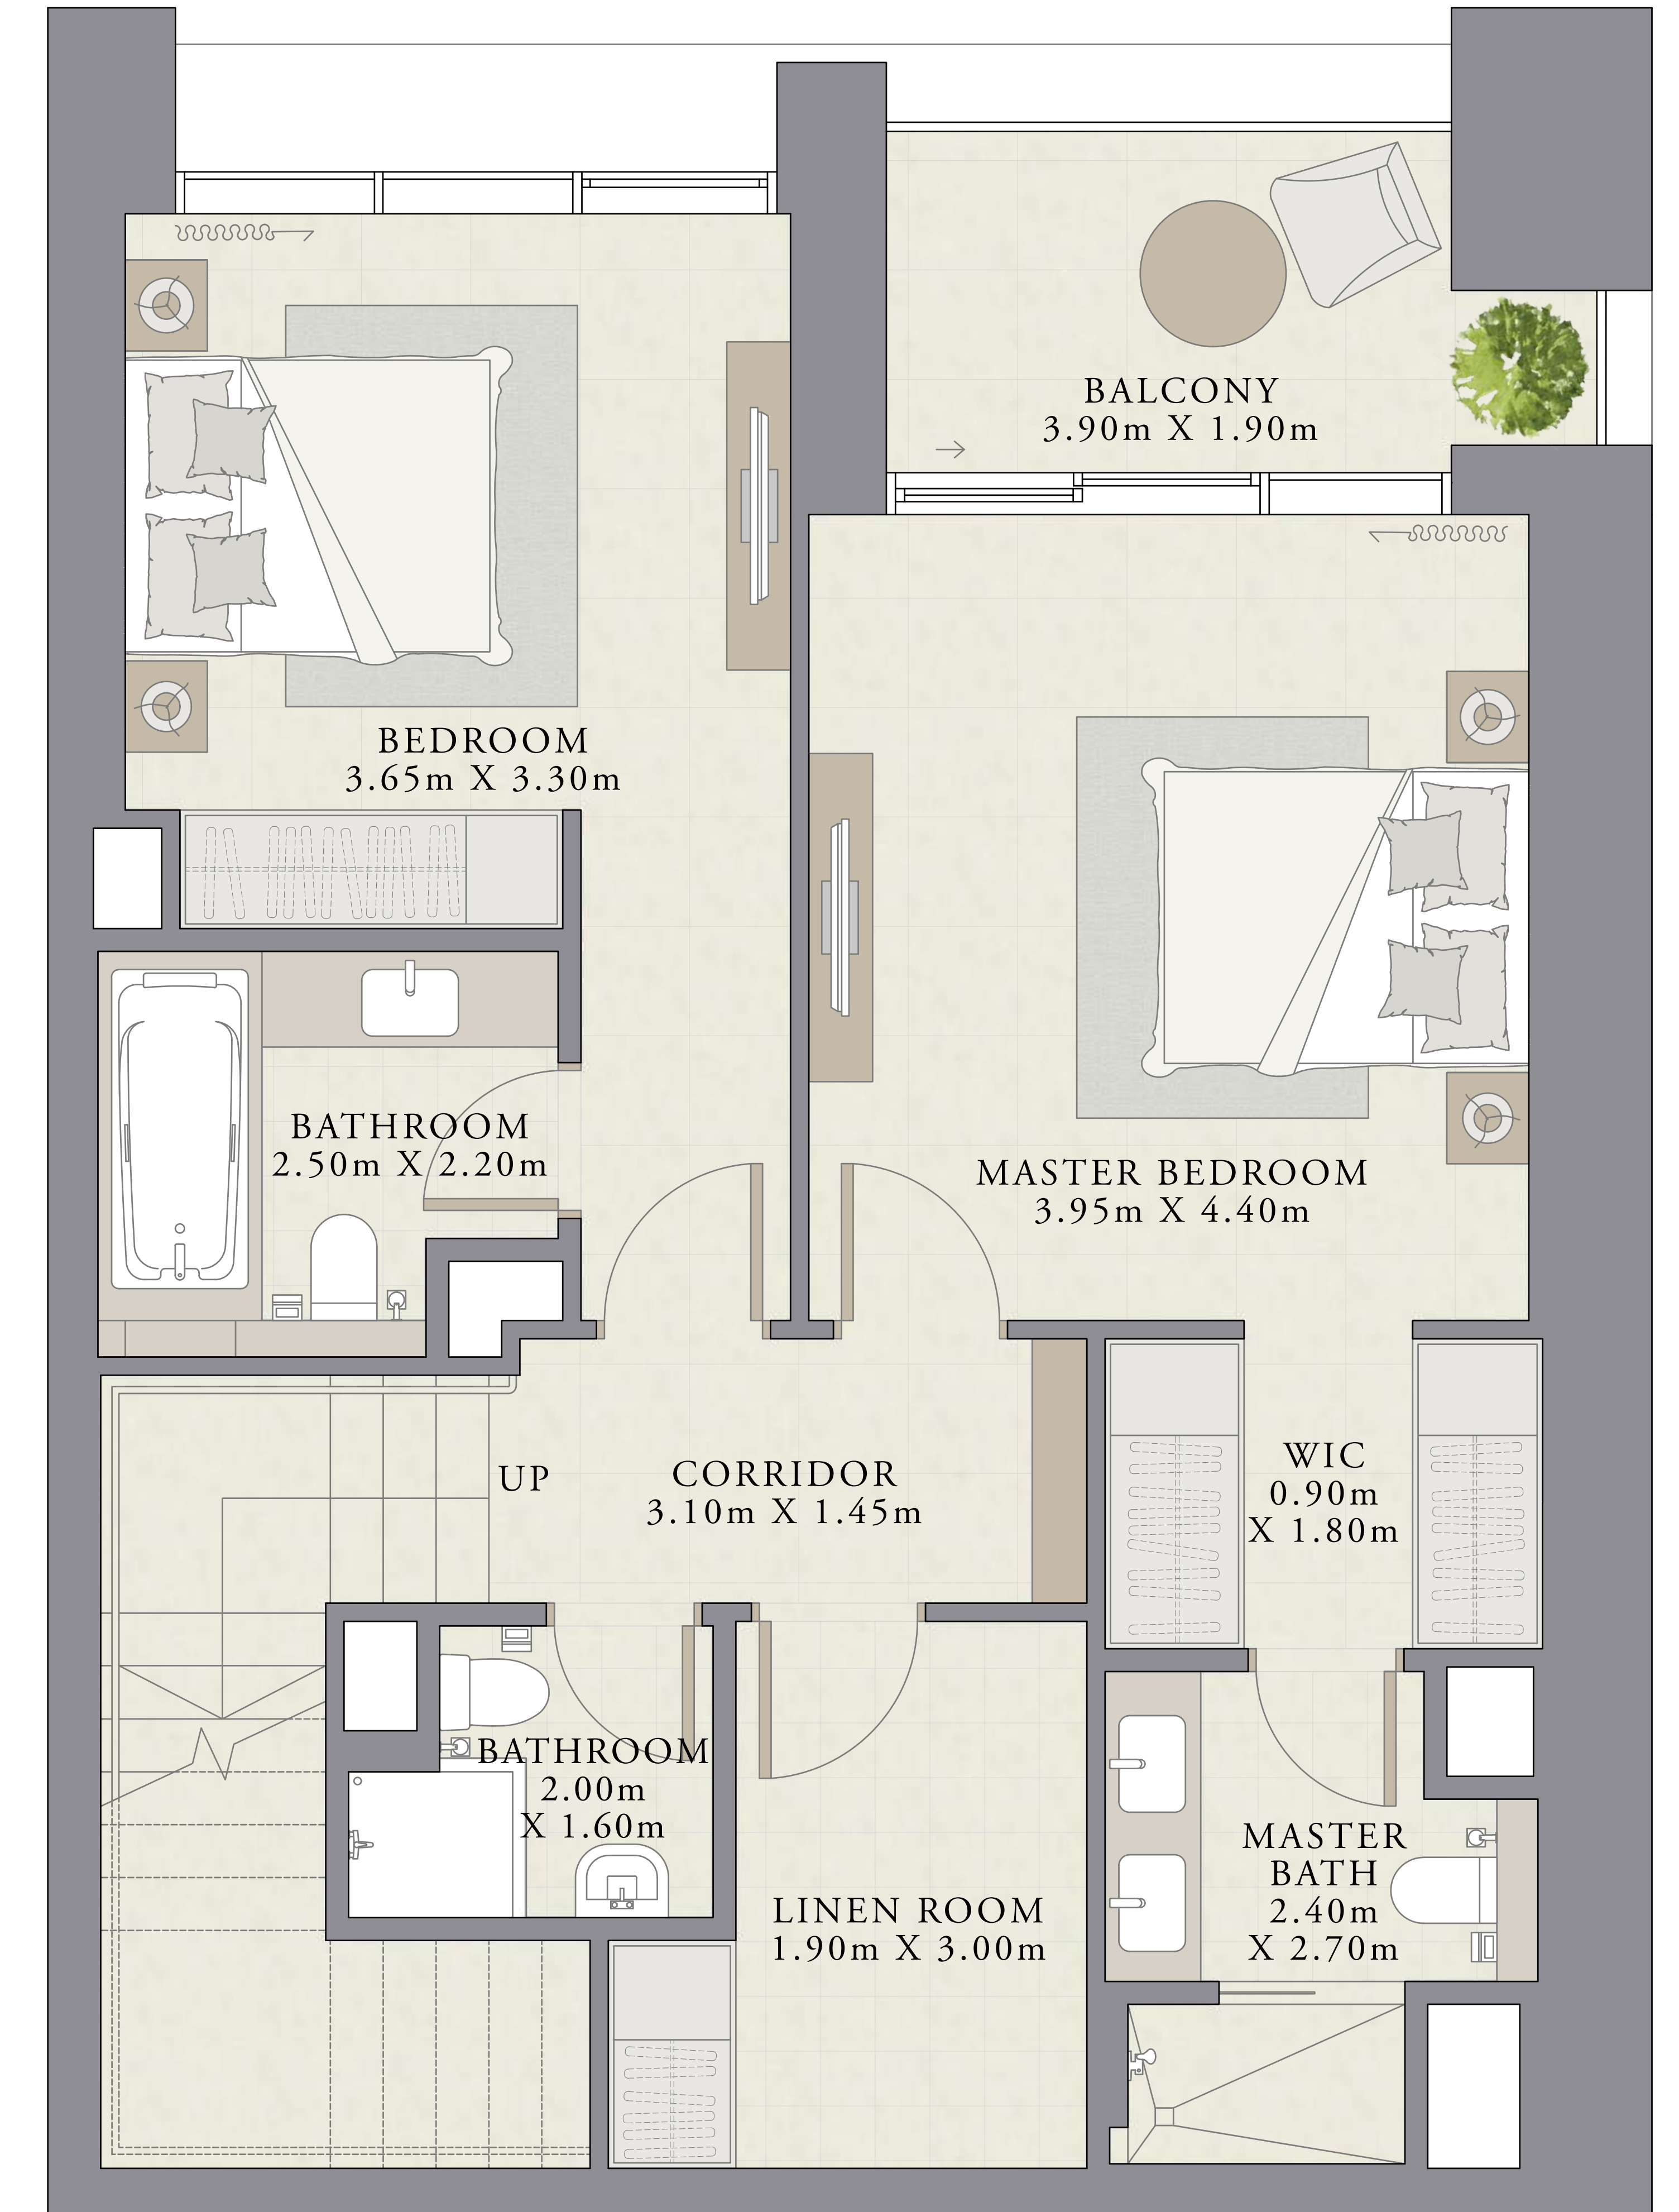 BALCONY
3.90m X 1.90m
BEDROOM
3.65m X 3.30m
BATHROOM
2.50m X 2.20m
MASTER BEDROOM
3.95m X 4.40m
UP
CORRIDOR
3.10m X 1.45m
WIC
0.90m
X 1.80m
BATHROOM
2.00m
X 1.60m
LINEN ROOM
1.90m X 3.00m
MASTER
BATH
2.40m
X 2.70m